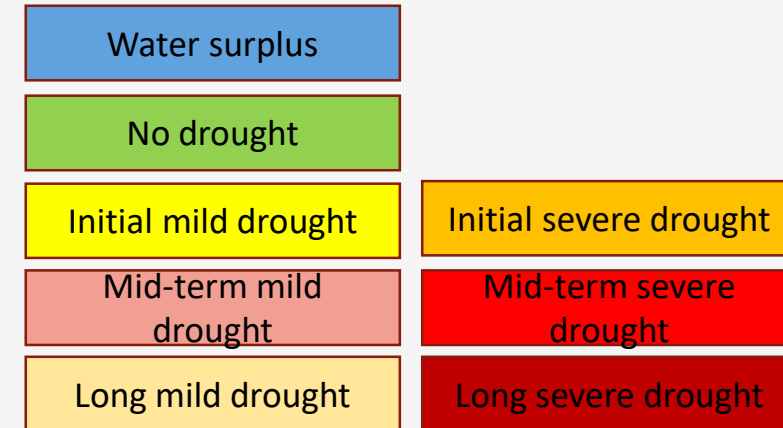 Water surplus
No drought
Initial mild drought
Initial severe drought
Mid-term mild
drought
Mid-term severe
drought
Long mild drought
Long severe drought